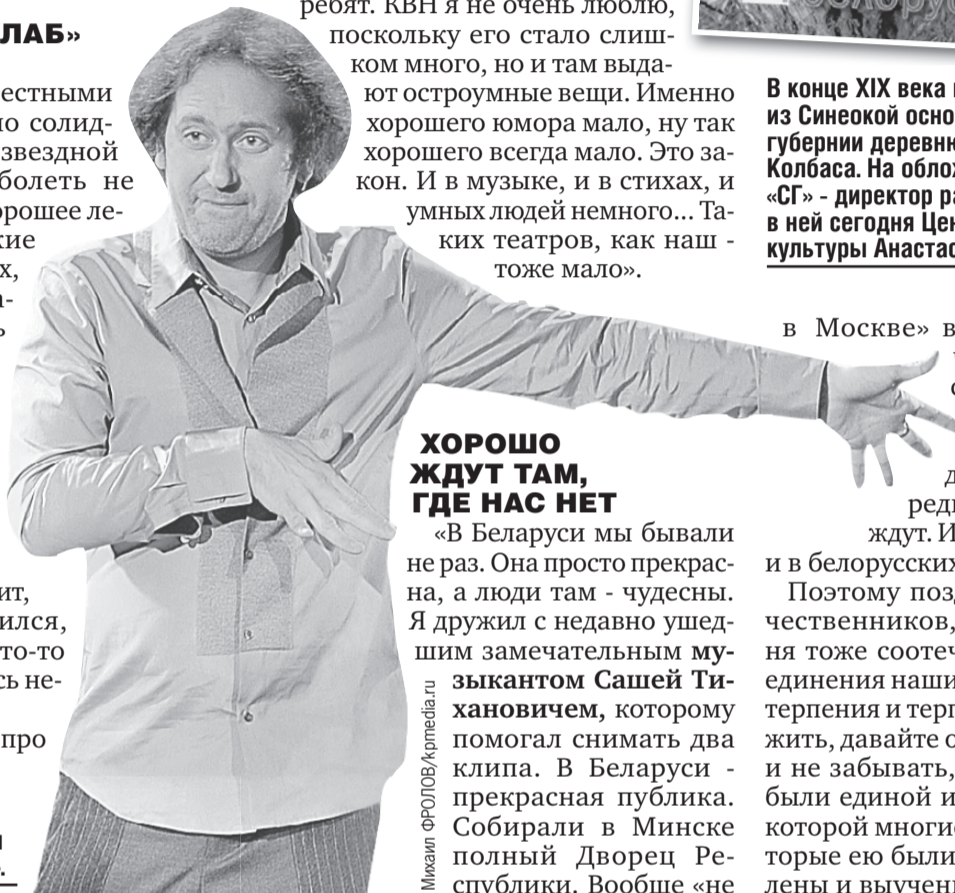 ЛАБ»
естными
но солид-
звездной
болеть не
орошее ле-
кие
х,
а-
ь
ит,
ился,
то-то
сь не-
про
ребят. КВН я не очень люблю,
поскольку его стало слиш-
ком много, но и там выда-
ют остроумные вещи. Именно
хорошего юмора мало, ну так
хорошего всегда мало. Это за-
кон. И в музыке, и в стихах, и
умных людей немного... Та-
ких театров, как наш -
тоже мало».
ХОРОШО
ЖДУТ ТАМ,
ГДЕ НАС НЕТ
«В Беларуси мы бывали
не раз. Она просто прекрас-
на, а люди там - чудесны.
Я дружил с недавно ушед-
шим замечательным му-
зыкантом Сашей Ти-
хановичем, которому
помогал снимать два
клипа. В Беларуси -
прекрасная публика.
Собирали в Минске
полный Дворец Ре-
спублики. Вообще «не
Михаил ФРОЛОВ/kpmedia.ru
В конце XIX века
из Синеокой осно
губернии деревню
Колбаса. На облож
«СГ» - директор ра
в ней сегодня Цен
культуры Анастас
в Москве» в
д
ред
ждут. И
и в белорусских
Поэтому поз
чественников,
ня тоже соотеч
единения наши
терпения и терп
жить, давайте о
и не забывать,
были единой и
которой многи
торые ею были
лены и выучен